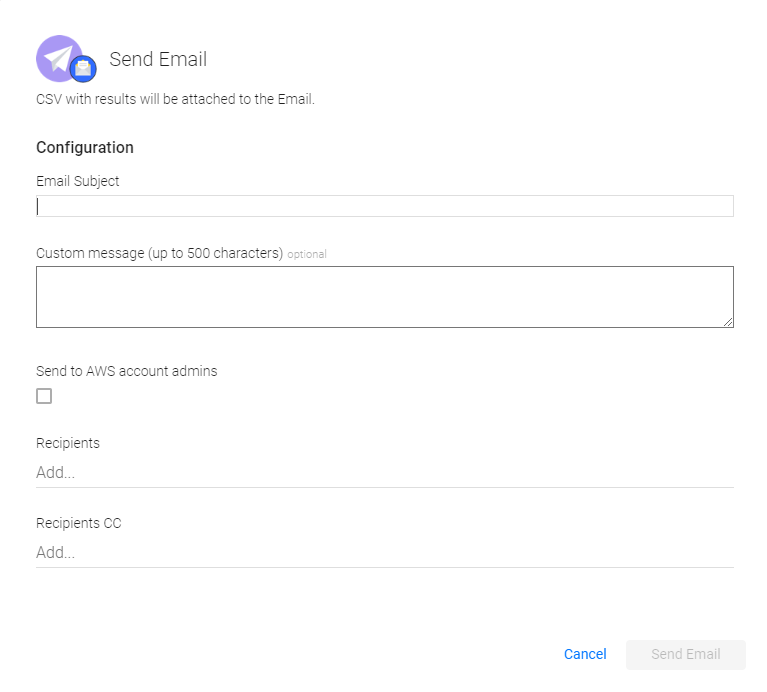 Send Email
CSV with results will be attached to the Email.
Configuration
Email Subject
Custom message (up to 500 characters) optional
Send to AWS account admins
Recipients
Add...
Recipients CC
Add...
Cancel Send Email